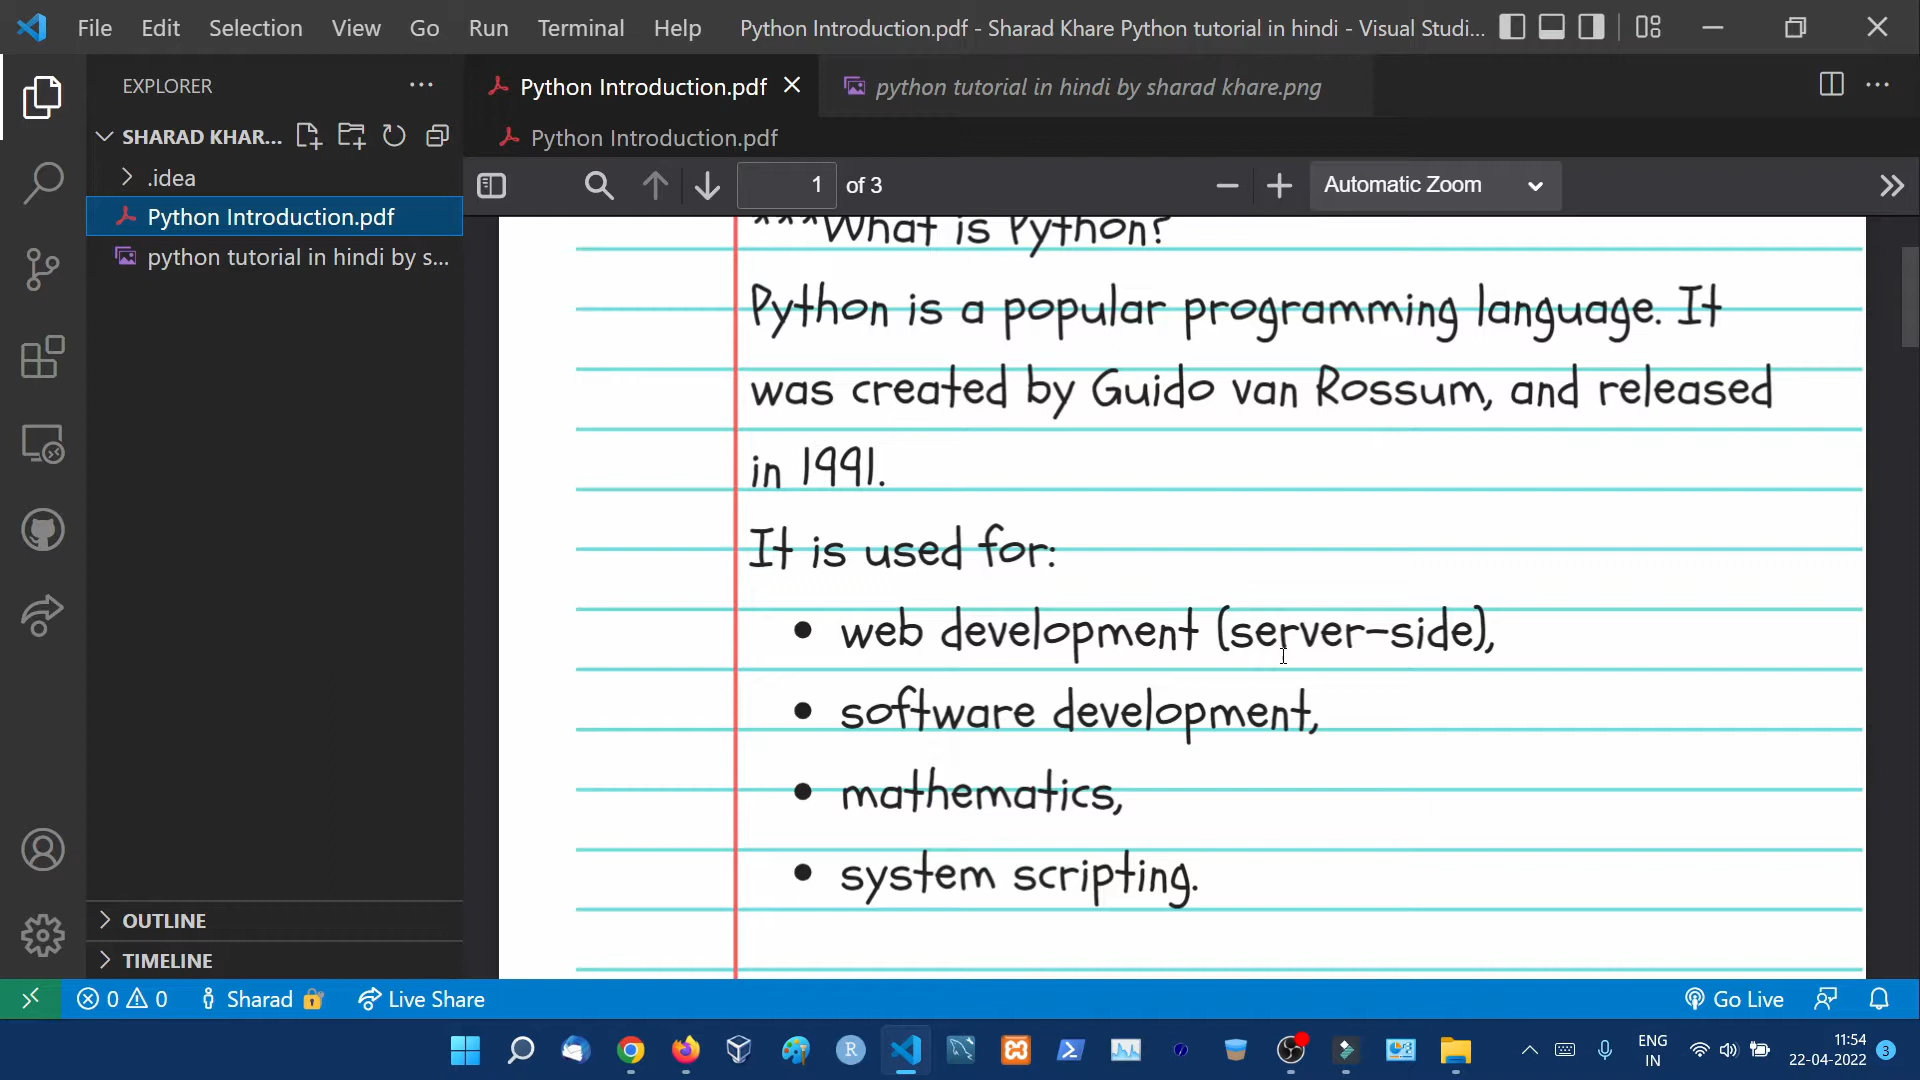 File Edit Selection View Go Run Terminal Help Python Introduction.pdf - Sharad Khare Python tutorial in hindi - Visual Studi...
EXPLORER ...
Python Introduction.pdf
python tutorial in hindi by sharad khare.png
SHARAD KHAR...
Python Introduction.pdf
.idea
1 of 3
Automatic Zoom
Python Introduction.pdf
python tutorial in hindi by s...
***What is Python?
Python is a popular programming language. It
was created by Guido van Rossum, and released
in 1991.
It is used for:
• web development (server-side),
• software development,
• mathematics,
• system scripting.
OUTLINE
TIMELINE
0 0 Sharad Live Share Go Live
R
ENG
IN
11:54
22-04-2022
3